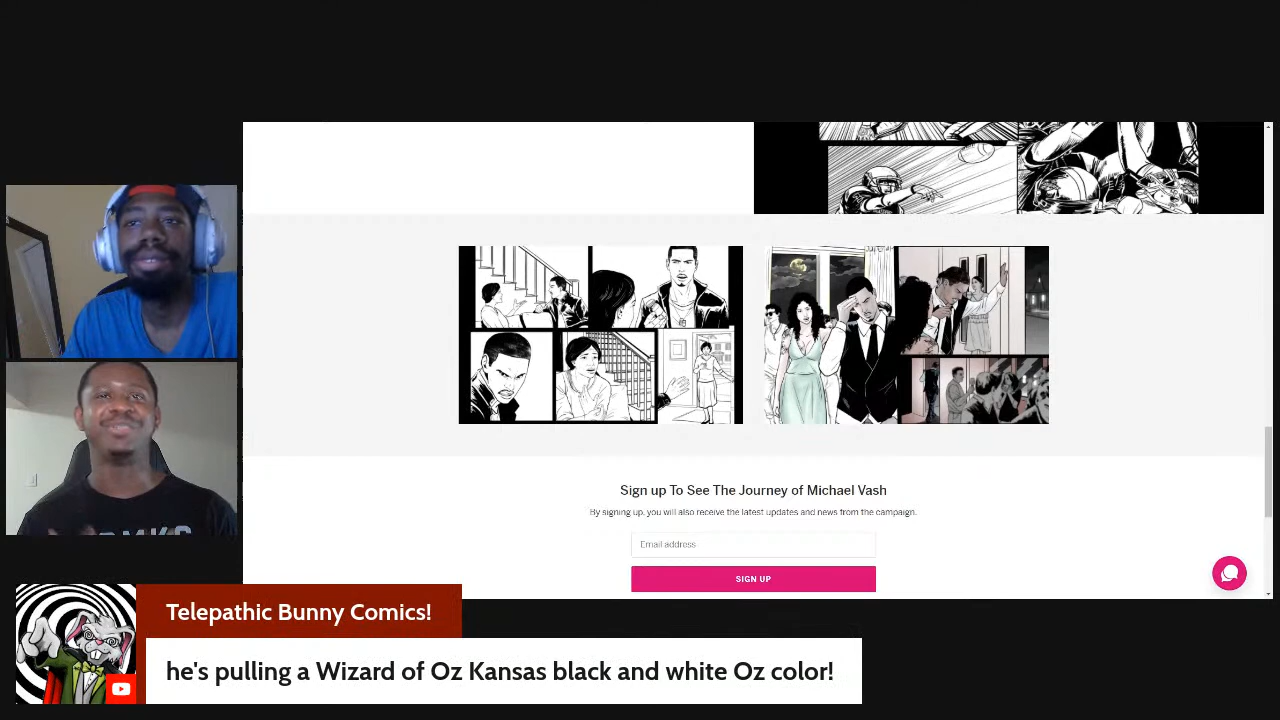 Sign up To See The Journey of Michael Vash
By signing up, you will also receive the latest updates and news from the campaign.
Email address
SIGN UP
Telepathic Bunny Comics!
he's pulling a Wizard of Oz Kansas black and white Oz color!